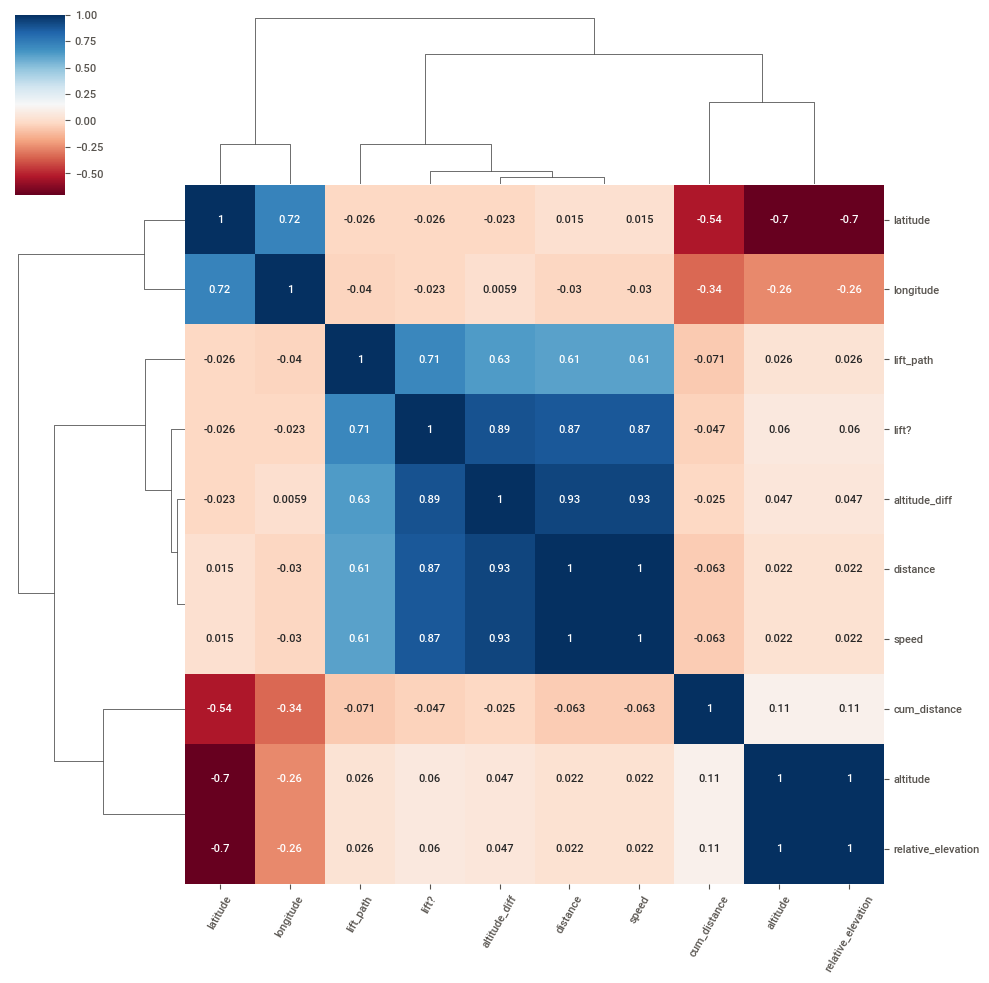 1.00
0.75
0.50
0.25
0.00
−0.25
−0.50
1 0.72 -0.026 -0.026 -0.023 0.015 0.015 -0.54 -0.7 -0.7 latitude
0.72 1 -0.04 -0.023 0.0059 -0.03 -0.03 -0.34 -0.26 -0.26 longitude
-0.026 -0.04 1 0.71 0.63 0.61 0.61 -0.071 0.026 0.026 lift_path
-0.026 -0.023 0.71 1 0.89 0.87 0.87 -0.047 0.06 0.06 lift?
-0.023 0.0059 0.63 0.89 1 0.93 0.93 -0.025 0.047 0.047 altitude_diff
0.015 -0.03 0.61 0.87 0.93 1 1 -0.063 0.022 0.022 distance
0.015 -0.03 0.61 0.87 0.93 1 1 -0.063 0.022 0.022 speed
-0.54 -0.34 -0.071 -0.047 -0.025 -0.063 -0.063 1 0.11 0.11 cum_distance
-0.7 -0.26 0.026 0.06 0.047 0.022 0.022 0.11 1 1 altitude
-0.7 -0.26 0.026 0.06 0.047 0.022 0.022 0.11 1 1 relative_elevation
latitude longitude lift_path lift? altitude_diff distance speed cum_distance altitude relative_elevation